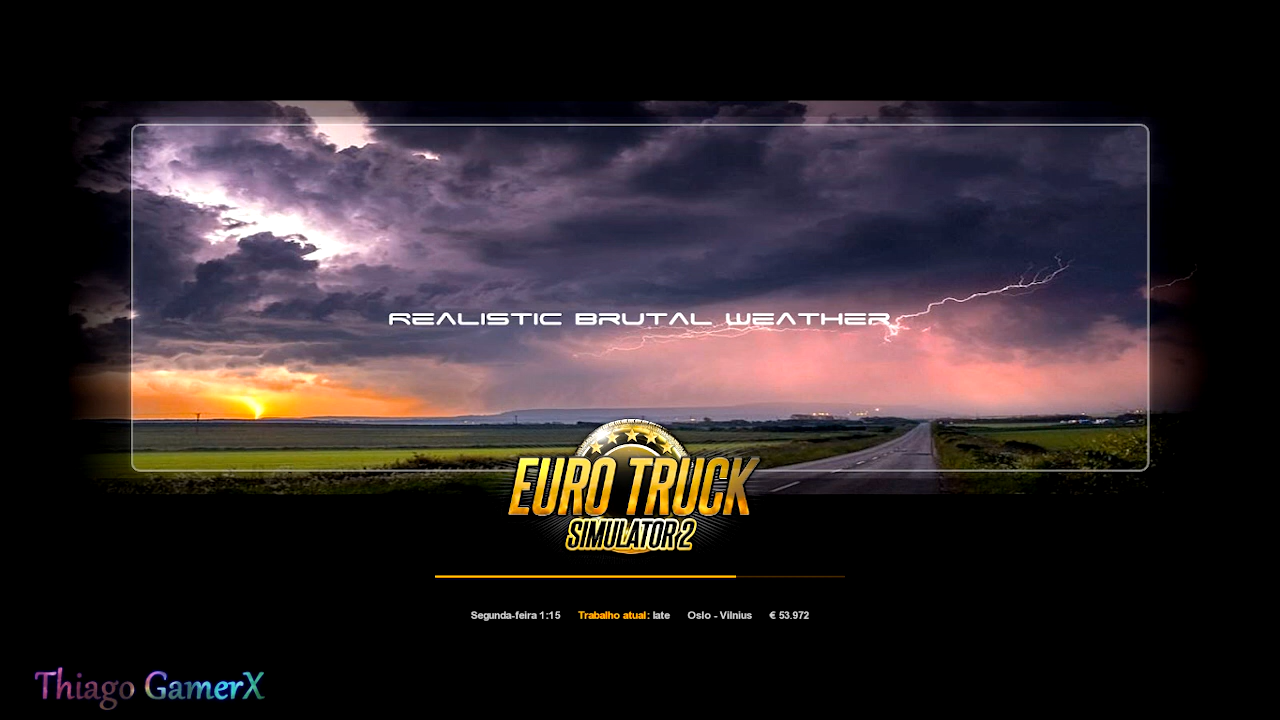 REALISTIC BRUTAL WEATHER
EURO TRUCK
SIMULATOR 2
Segunda-feira 1:15 Trabalho atual: Iate Oslo - Vilnius € 53.972
Thiago GamerX